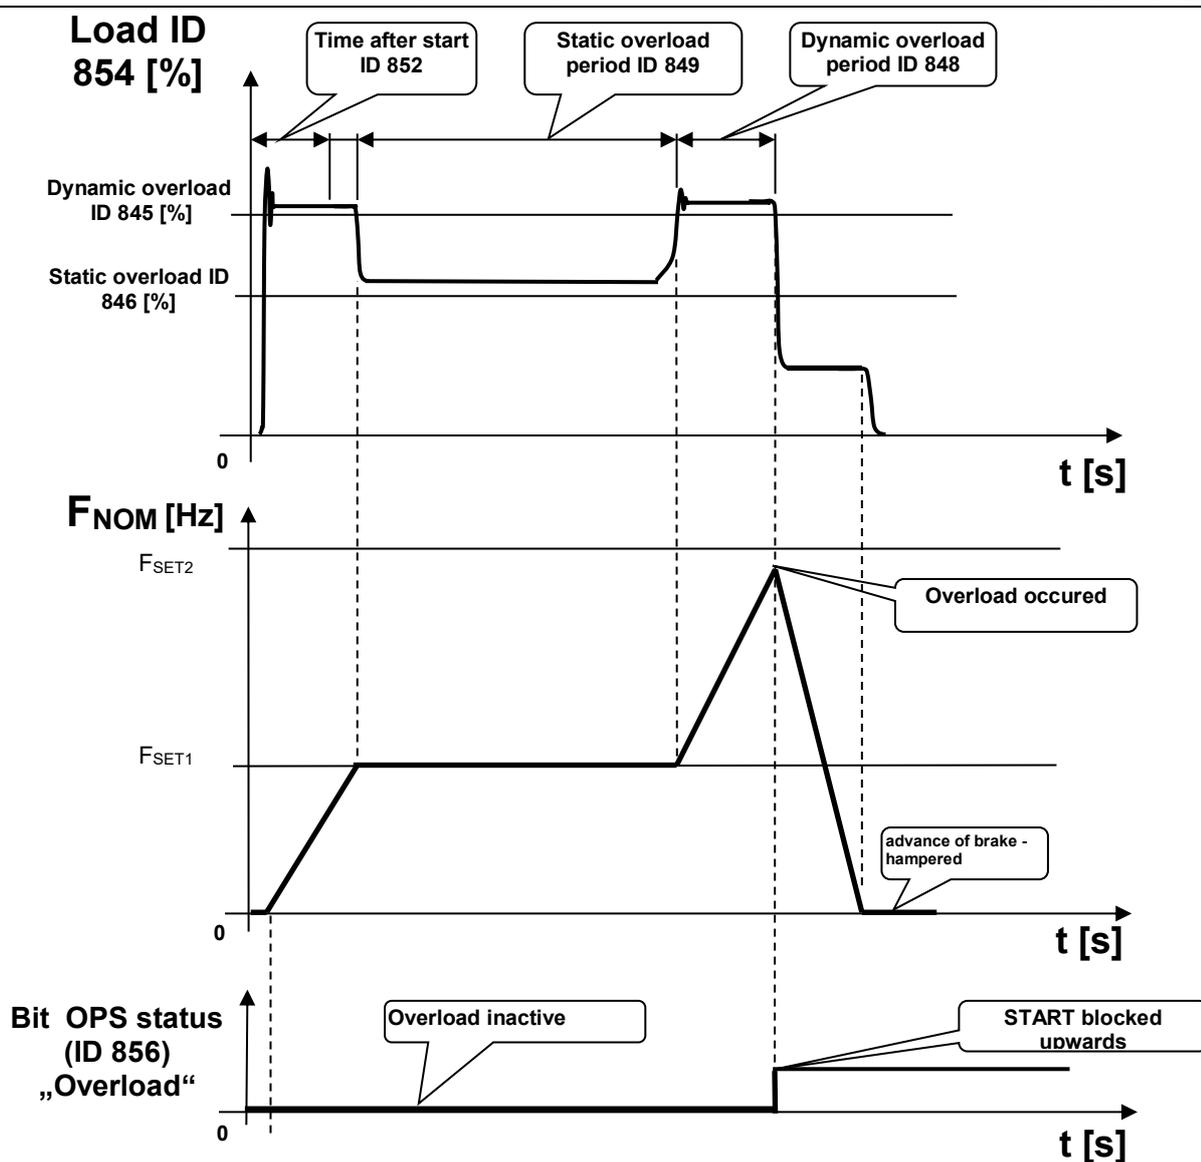 Load ID
854 [%]
Time after start
ID 852
Static overload
period ID 849
Dynamic overload
period ID 848
Dynamic overload
ID 845 [%]
Static overload ID
846 [%]
0
t [s]
FNOM [Hz]
FSET2
Overload occured
FSET1
advance of brake -
hampered
0
t [s]
Bit OPS status
(ID 856)
„Overload“
Overload inactive
START blocked
upwards
0
t [s]